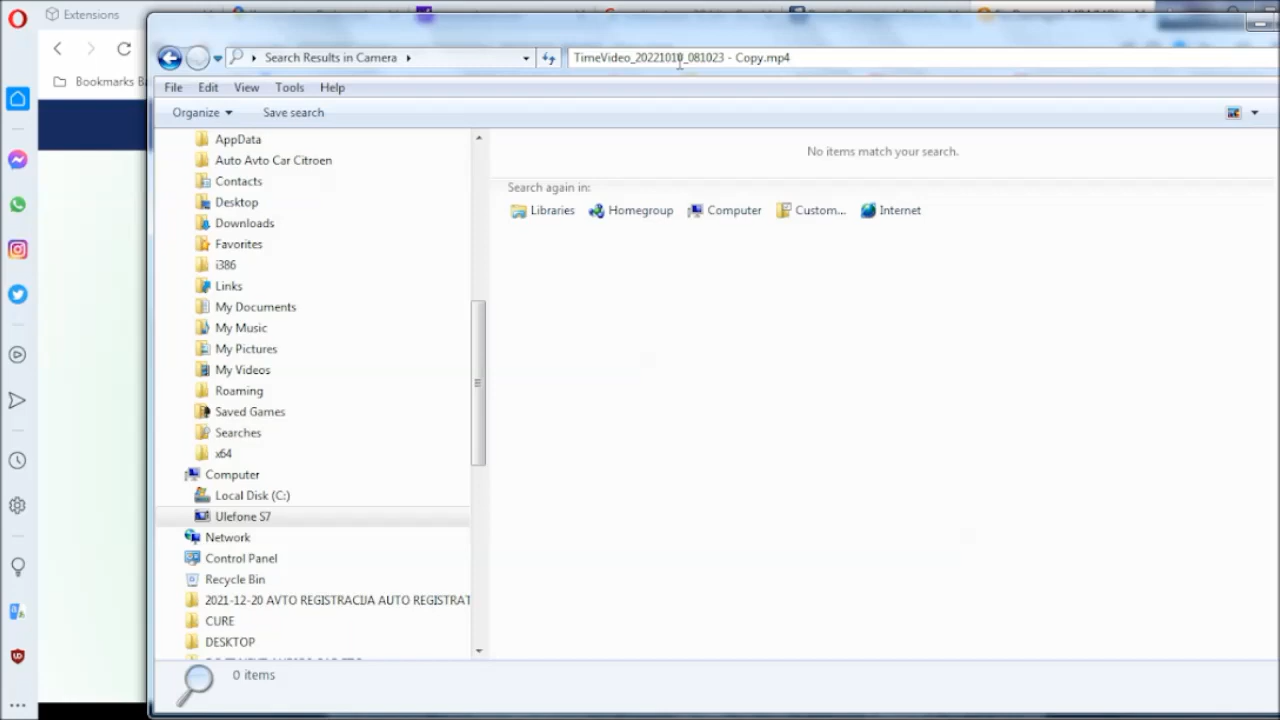 Extensions
Search Results in Camera
TimeVideo_20221010_081023 - Copy.mp4
Bookmarks Ba
File Edit View Tools Help
Organize Save search
No items match your search.
Search again in:
Libraries Homegroup Computer Custom... Internet
AppData
Auto Avto Car Citroen
Contacts
Desktop
Downloads
Favorites
i386
Links
My Documents
My Music
My Pictures
My Videos
Roaming
Saved Games
Searches
x64
Computer
Local Disk (C:)
Ulefone S7
Network
Control Panel
Recycle Bin
2021-12-20 AVTO REGISTRACIJA AUTO REGISTRAT
CURE
DESKTOP
0 items